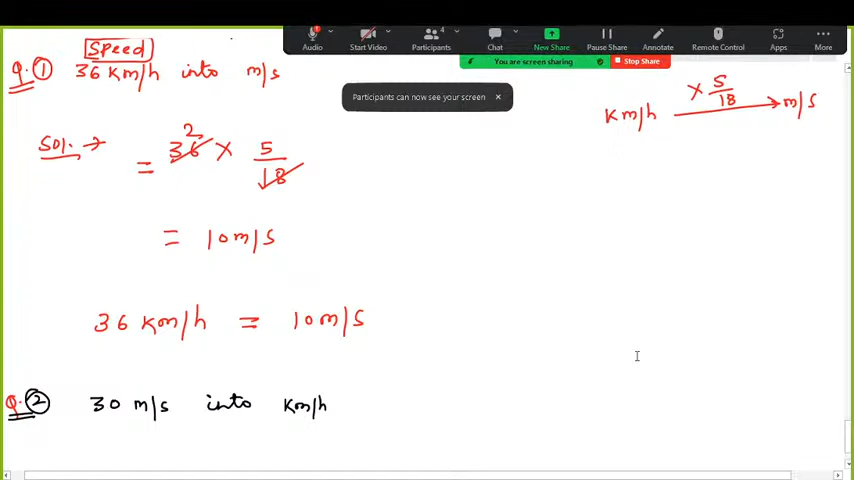 Speed
Q.① 36 Km/h into m/s
Audio Start Video Participants 4 Chat New Share Pause Share Annotate Remote Control Apps More
You are screen sharing Stop Share
Participants can now see your screen
Km/h × 5/18 → m/s
Sol. → = 36 2 × 5/18
= 10 m/s
36 Km/h = 10 m/s
Q.② 30 m/s into Km/h